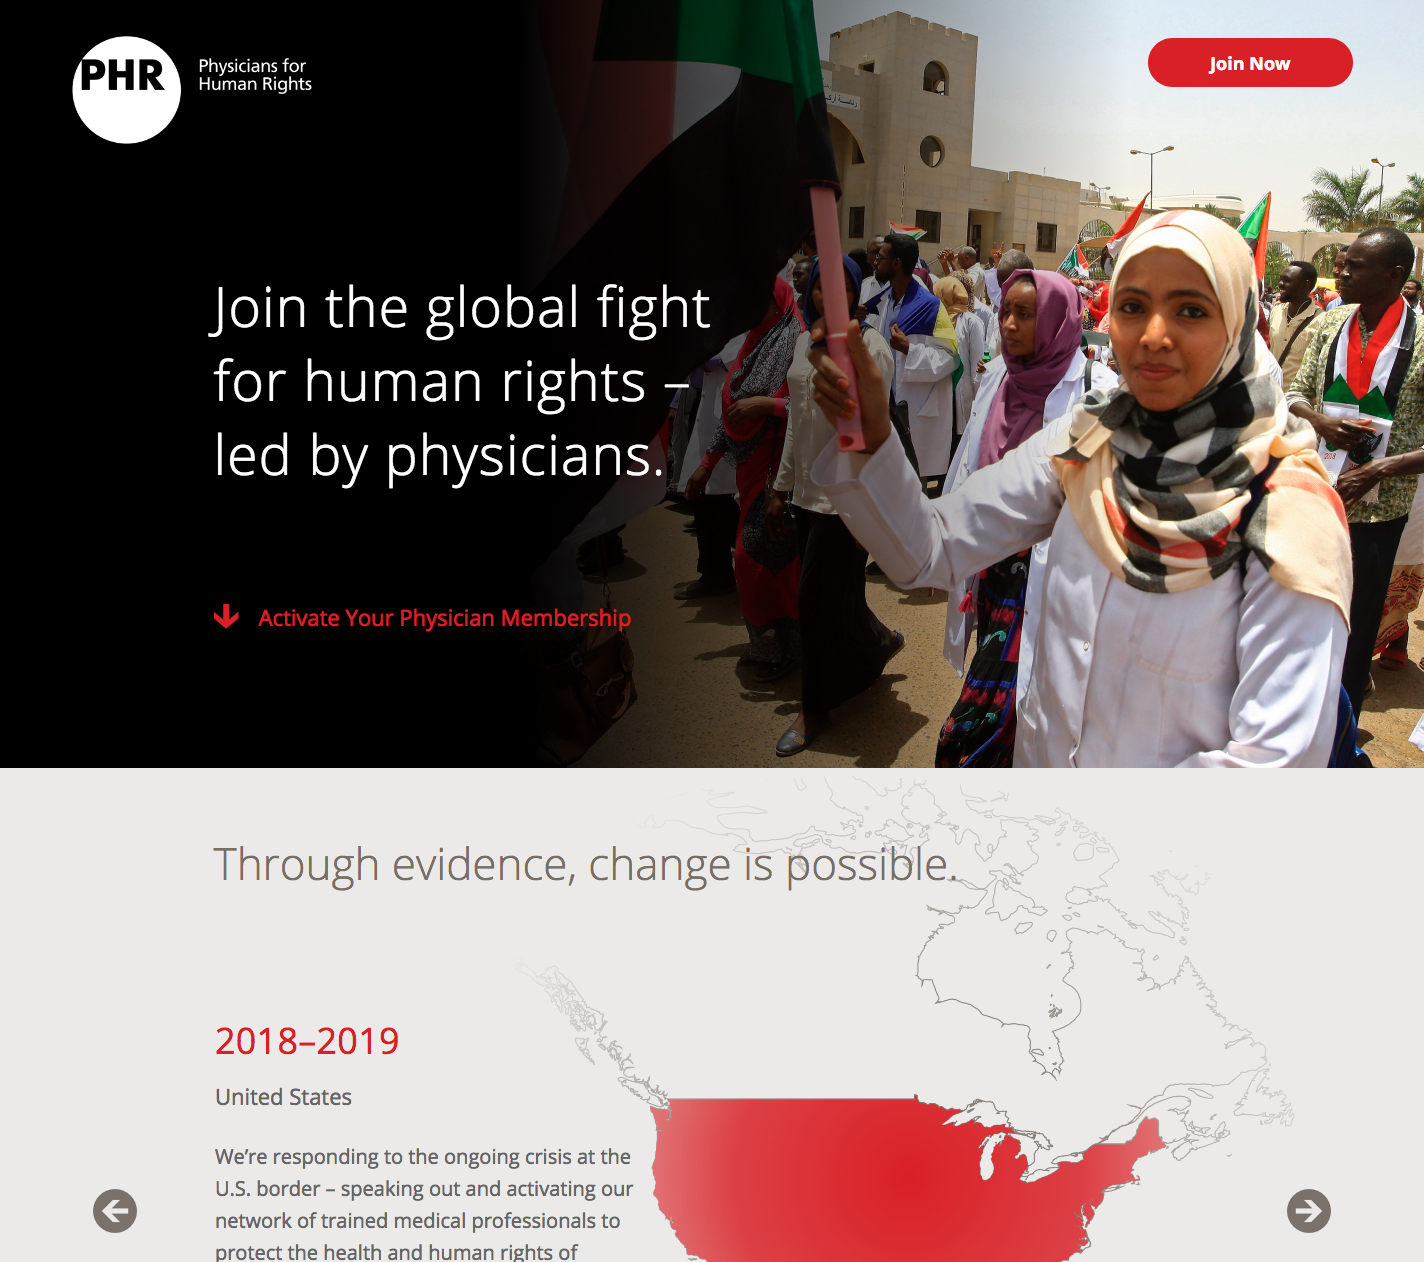 PHR
Physicians for
Human Rights
Join Now
Join the global fight
for human rights –
led by physicians.
Activate Your Physician Membership
Through evidence, change is possible.
2018–2019
United States
We’re responding to the ongoing crisis at the
U.S. border – speaking out and activating our
network of trained medical professionals to
protect the health and human rights of